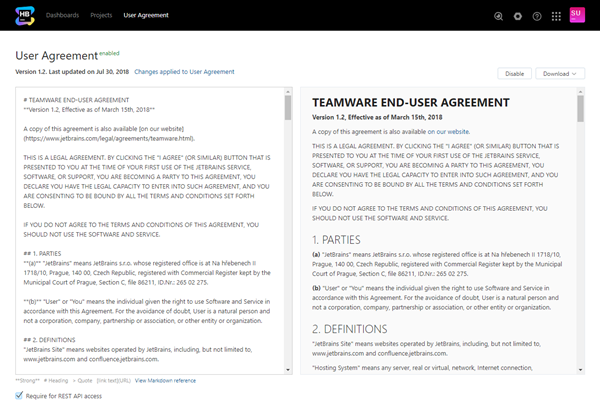 HB
Dashboards
Projects
User Agreement
SU
User Agreement enabled
Version 1.2. Last updated on Jul 30, 2018 Changes applied to User Agreement
Disable
Download
# TEAMWARE END-USER AGREEMENT
**Version 1.2, Effective as of March 15th, 2018**
A copy of this agreement is also available [on our website]
(https://www.jetbrains.com/legal/agreements/teamware.html).
THIS IS A LEGAL AGREEMENT. BY CLICKING THE "I AGREE" (OR SIMILAR) BUTTON THAT IS
PRESENTED TO YOU AT THE TIME OF YOUR FIRST USE OF THE JETBRAINS SERVICE,
SOFTWARE, OR SUPPORT, YOU ARE BECOMING A PARTY TO THIS AGREEMENT, YOU
DECLARE YOU HAVE THE LEGAL CAPACITY TO ENTER INTO SUCH AGREEMENT, AND YOU
ARE CONSENTING TO BE BOUND BY ALL THE TERMS AND CONDITIONS SET FORTH
BELOW.
IF YOU DO NOT AGREE TO THE TERMS AND CONDITIONS OF THIS AGREEMENT, YOU
SHOULD NOT USE THE SOFTWARE AND SERVICE.
## 1. PARTIES
**(a)** "JetBrains" means JetBrains s.r.o. whose registered office is at Na hřebenech II
1718/10, Prague, 140 00, Czech Republic, registered with Commercial Register kept by the
Municipal Court of Prague, Section C, file 86211, ID.Nr.: 265 02 275.
**(b)** "User" or "You" means the individual given the right to use Software and Service in
accordance with this Agreement. For the avoidance of doubt, User is a natural person and
not a corporation, company, partnership or association, or other entity or organization.
## 2. DEFINITIONS
"JetBrains Site" means websites operated by JetBrains, including, but not limited to,
www.jetbrains.com and confluence.jetbrains.com.
TEAMWARE END-USER AGREEMENT
Version 1.2, Effective as of March 15th, 2018
A copy of this agreement is also available on our website.
THIS IS A LEGAL AGREEMENT. BY CLICKING THE "I AGREE" (OR SIMILAR) BUTTON THAT IS
PRESENTED TO YOU AT THE TIME OF YOUR FIRST USE OF THE JETBRAINS SERVICE,
SOFTWARE, OR SUPPORT, YOU ARE BECOMING A PARTY TO THIS AGREEMENT, YOU
DECLARE YOU HAVE THE LEGAL CAPACITY TO ENTER INTO SUCH AGREEMENT, AND YOU
ARE CONSENTING TO BE BOUND BY ALL THE TERMS AND CONDITIONS SET FORTH
BELOW.
IF YOU DO NOT AGREE TO THE TERMS AND CONDITIONS OF THIS AGREEMENT, YOU
SHOULD NOT USE THE SOFTWARE AND SERVICE.
1. PARTIES
(a) "JetBrains" means JetBrains s.r.o. whose registered office is at Na hřebenech II
1718/10, Prague, 140 00, Czech Republic, registered with Commercial Register kept by the Municipal
Court of Prague, Section C, file 86211, ID.Nr.: 265 02 275.
(b) "User" or "You" means the individual given the right to use Software and Service in
accordance with this Agreement. For the avoidance of doubt, User is a natural person and
not a corporation, company, partnership or association, or other entity or organization.
2. DEFINITIONS
"JetBrains Site" means websites operated by JetBrains, including, but not limited to,
www.jetbrains.com and confluence.jetbrains.com.
"Hosting System" means any server, real or virtual, network, Internet connection,
**Strong** # Heading > Quote [link text](URL) View Markdown reference
Require for REST API access